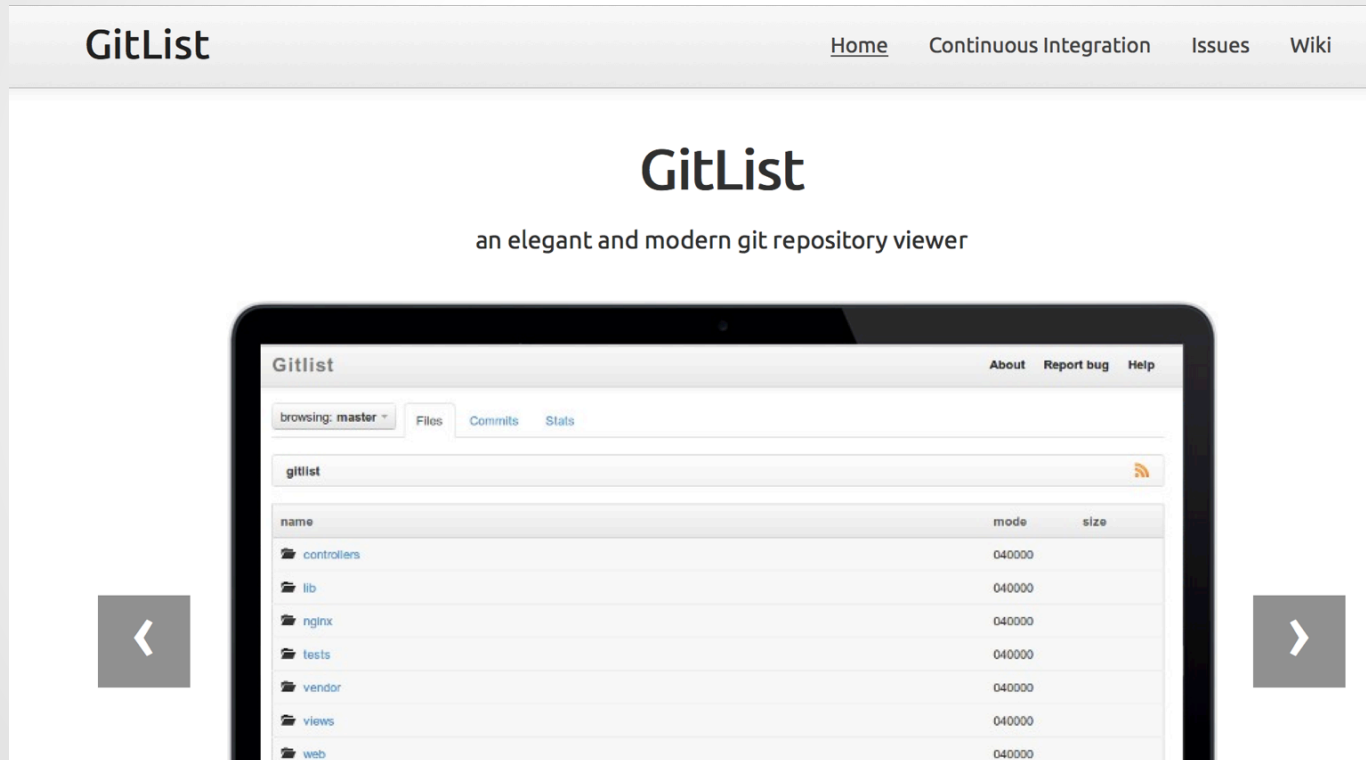 GitList
Home Continuous Integration Issues Wiki
GitList
an elegant and modern git repository viewer
Gitlist
About Report bug Help
browsing: master Files Commits Stats
gitlist
name mode size
controllers 040000
lib 040000
nginx 040000
tests 040000
vendor 040000
views 040000
web 040000